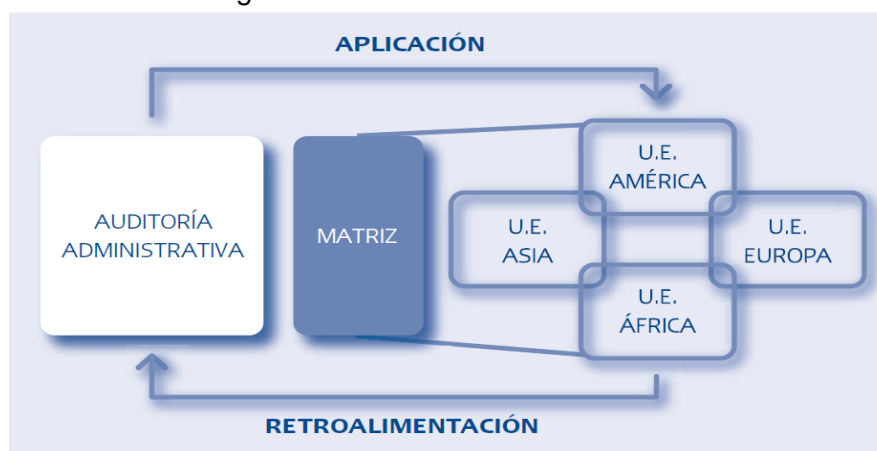 APLICACIÓN
AUDITORÍA
ADMINISTRATIVA
MATRIZ
U.E.
AMÉRICA
U.E.
ASIA
U.E.
EUROPA
U.E.
ÁFRICA
RETROALIMENTACIÓN